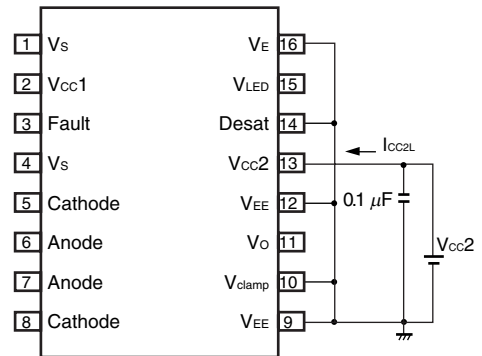 1 Vs VE 16
2 VCC1 VLED 15
3 Fault Desat 14
ICC2L
4 Vs VCC2 13
5 Cathode VEE 12
0.1 μF
6 Anode VO 11
VCC2
7 Anode Vclamp 10
8 Cathode VEE 9